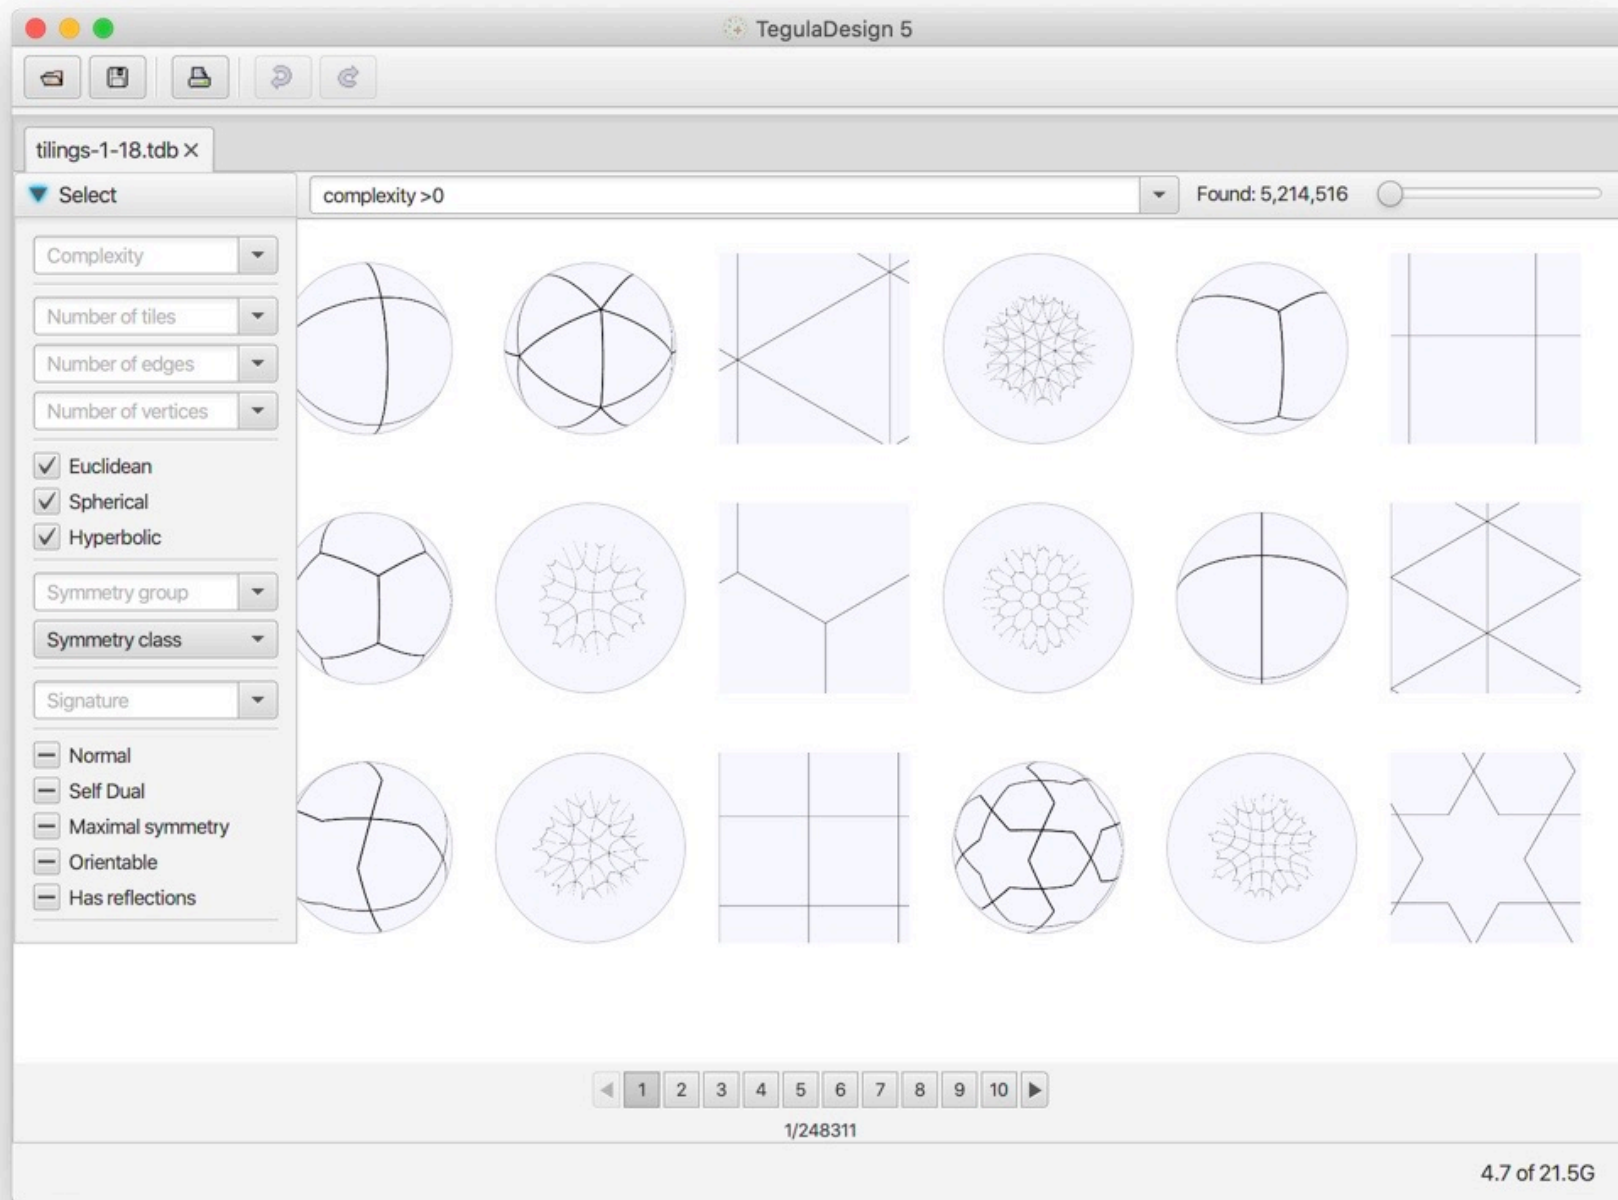 TegulaDesign 5
tilings-1-18.tdb
Select
complexity >0
Found: 5,214,516
Complexity
Number of tiles
Number of edges
Number of vertices
Euclidean
Spherical
Hyperbolic
Symmetry group
Symmetry class
Signature
Normal
Self Dual
Maximal symmetry
Orientable
Has reflections
1 2 3 4 5 6 7 8 9 10
1/248311
4.7 of 21.5G